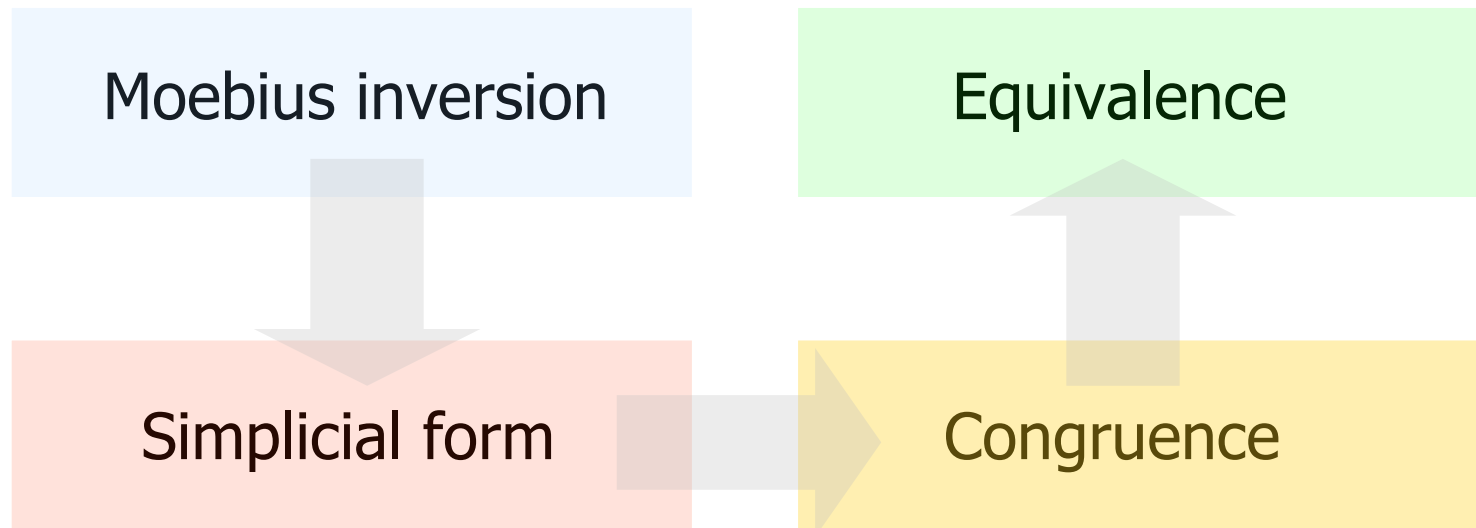 Moebius inversion
Equivalence
Simplicial form
Congruence